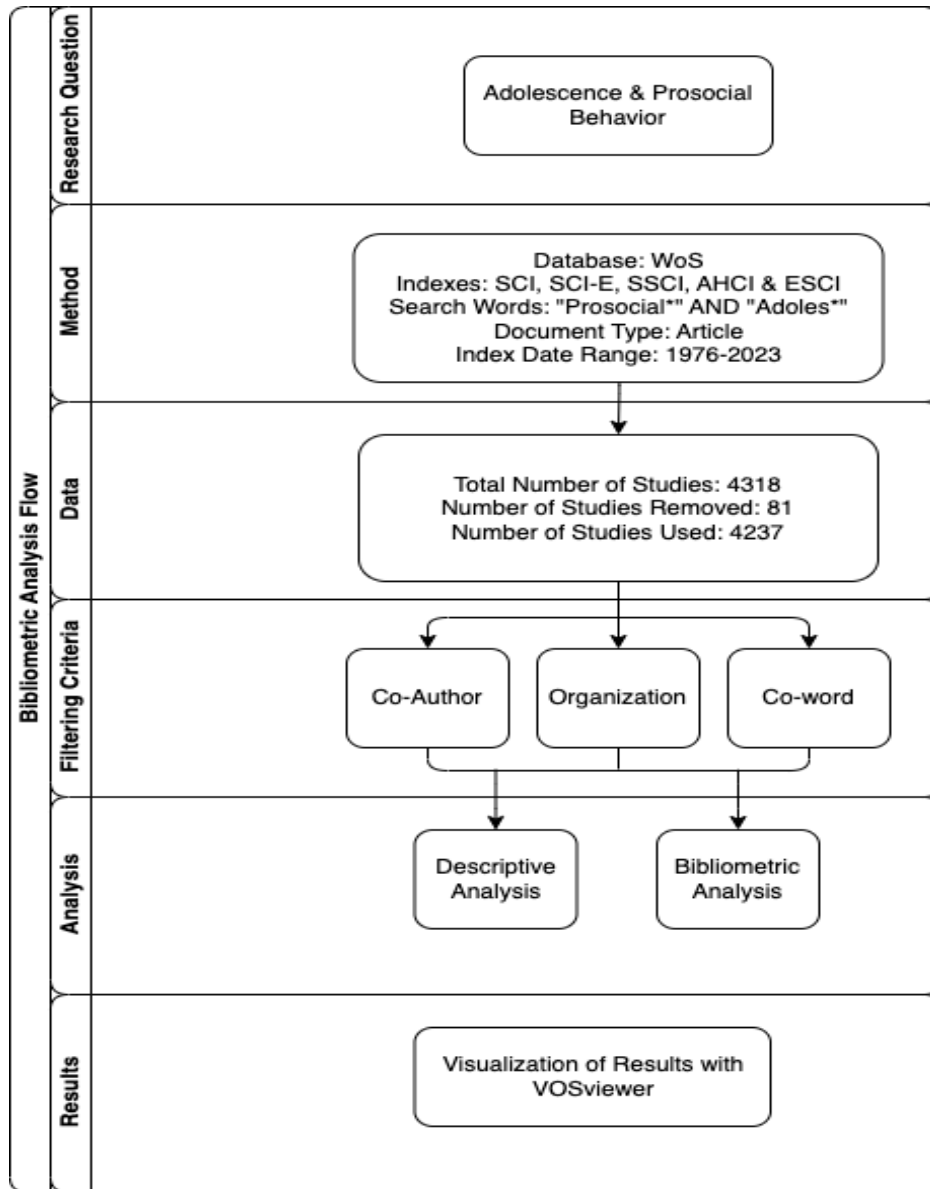 Bibliometric Analysis Flow
Research Question
Adolescence & Prosocial
Behavior
Method
Database: WoS
Indexes: SCI, SCI-E, SSCI, AHCI & ESCI
Search Words: "Prosocial*" AND "Adoles*"
Document Type: Article
Index Date Range: 1976-2023
Data
Total Number of Studies: 4318
Number of Studies Removed: 81
Number of Studies Used: 4237
Filtering Criteria
Co-Author
Organization
Co-word
Analysis
Descriptive
Analysis
Bibliometric
Analysis
Results
Visualization of Results with
VOSviewer